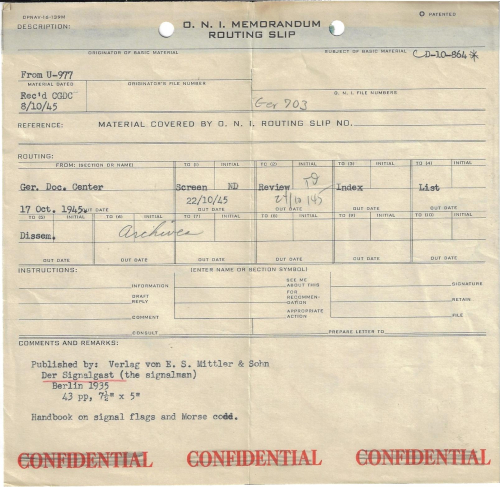 OPNAV-16-1288M
PATENTED
DESCRIPTION:
O. N. I. MEMORANDUM
ROUTING SLIP
ORIGINATOR OF BASIC MATERIAL
SUBJECT OF BASIC MATERIAL
CD-10-864*
From U-977
MATERIAL DATED
ORIGINATOR'S FILE NUMBER
Rec'd CGDC
8/10/45
O. N. I. FILE NUMBERS
Ger 703
REFERENCE: MATERIAL COVERED BY O. N. I. ROUTING SLIP NO.
ROUTING:
FROM: (SECTION OR NAME) TO (1) INITIAL TO (2) INITIAL TO (3) INITIAL TO (4) INITIAL
Ger. Doc. Center Screen ND Review Index List
22/10/45
17 Oct. 1945. OUT DATE OUT DATE OUT DATE OUT DATE OUT DATE
TO (5) INITIAL TO (6) INITIAL TO (7) INITIAL TO (8) INITIAL TO (9) INITIAL TO (10) INITIAL
Dissem. Archives
OUT DATE OUT DATE OUT DATE OUT DATE OUT DATE OUT DATE
INSTRUCTIONS: (ENTER NAME OR SECTION SYMBOL)
INFORMATION SEE ME ABOUT THIS SIGNATURE
DRAFT REPLY FOR RECOMMEN-DATION RETAIN
COMMENT APPROPRIATE ACTION FILE
CONSULT PREPARE LETTER TO
COMMENTS AND REMARKS:
Published by: Verlag von E. S. Mittler & Sohn
Der Signalgast (the signalman)
Berlin 1935
43 pp, 7½" x 5"
Handbook on signal flags and Morse
CONFIDENTIAL CONFIDENTIAL CONFIDENTIAL